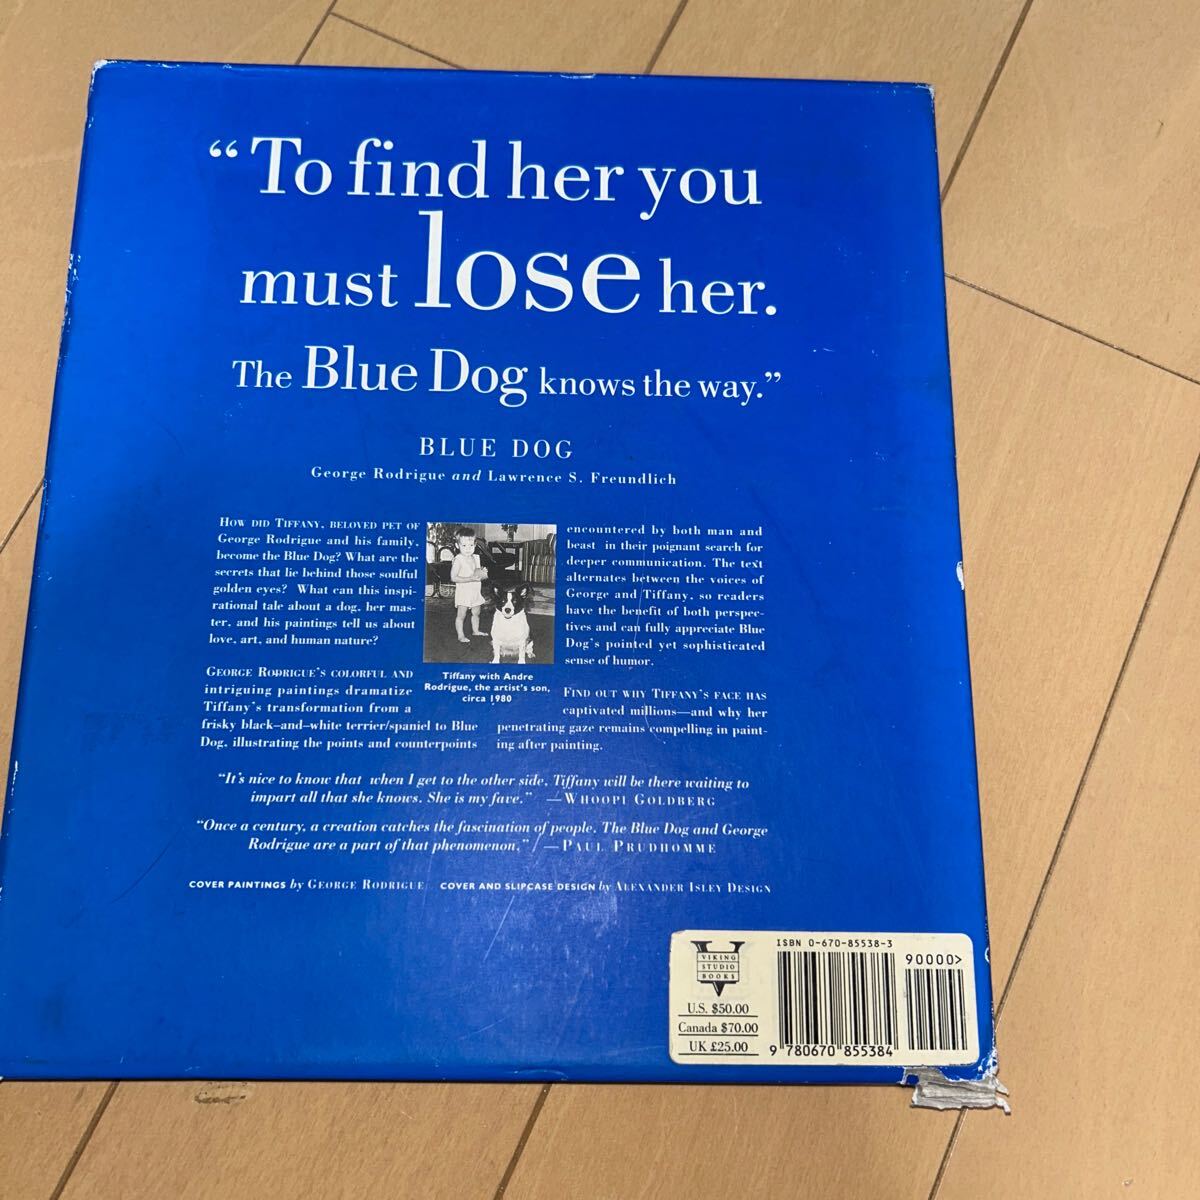 “To find her you
must lose her.
The Blue Dog knows the way.”
BLUE DOG
George Rodrigue and Lawrence S. Freundlich
HOW DID TIFFANY, BELOVED PET OF
George Rodrigue and his family,
become the Blue Dog? What are the
secrets that lie behind those soulful
golden eyes? What can this inspi-
rational tale about a dog, her mas-
ter, and his paintings tell us about
love, art, and human nature?
GEORGE RODRIGUE'S COLORFUL AND
intriguing paintings dramatize
Tiffany's transformation from a
frisky black–and–white terrier/spaniel to Blue
Dog, illustrating the points and counterpoints
Tiffany with Andre
Rodrigue, the artist's son,
circa 1980
encountered by both man and
beast in their poignant search for
deeper communication. The text
alternates between the voices of
George and Tiffany, so readers
have the benefit of both perspec-
tives and can fully appreciate Blue
Dog's pointed yet sophisticated
sense of humor.
FIND OUT WHY TIFFANY'S FACE HAS
captivated millions—and why her
penetrating gaze remains compelling in paint-
ing after painting.
“It's nice to know that when I get to the other side, Tiffany will be there waiting to
impart all that she knows. She is my fave.” —WHOOPI GOLDBERG
“Once a century, a creation catches the fascination of people. The Blue Dog and George
Rodrigue are a part of that phenomenon.” —PAUL PRUDHOMME
COVER PAINTINGS by GEORGE RODRIGUE COVER AND SLIPCASE DESIGN by ALEXANDER ISLEY DESIGN
V
VIKING
STUDIO
BOOKS
U.S. $50.00
Canada $70.00
UK £25.00
ISBN 0-670-85538-3
90000>
9 780670 855384